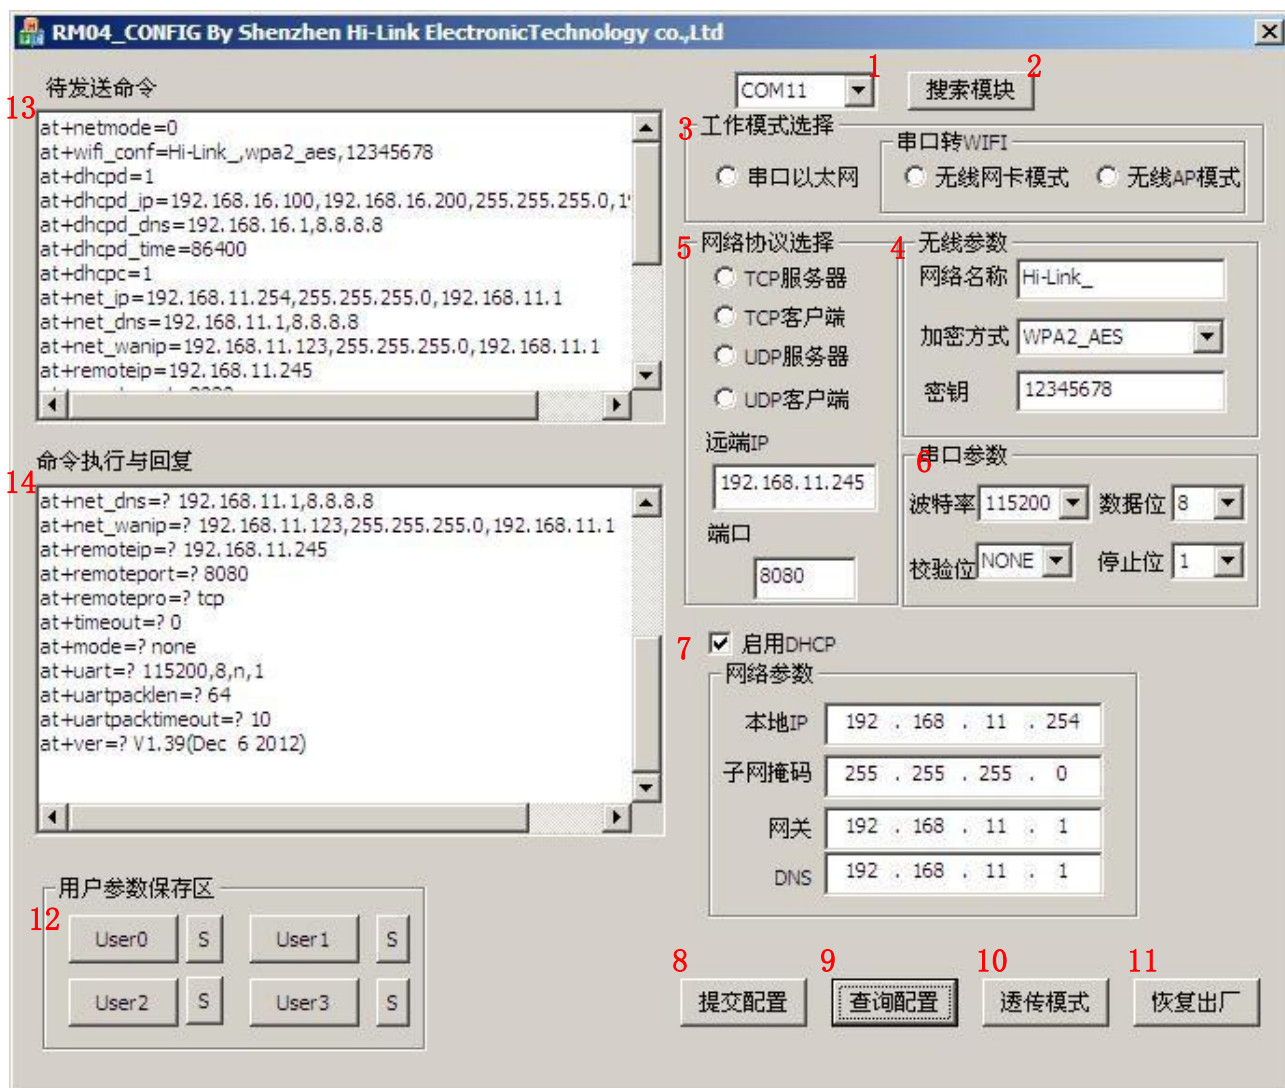 RM04_CONFIG By Shenzhen Hi-Link ElectronicTechnology co.,Ltd
待发送命令
13
at+netmode=0
at+wifi_conf=Hi-Link_,wpa2_aes,12345678
at+dhcpd=1
at+dhcpd_ip=192.168.16.100,192.168.16.200,255.255.255.0,1
at+dhcpd_dns=192.168.16.1,8.8.8.8
at+dhcpd_time=86400
at+dhcpc=1
at+net_ip=192.168.11.254,255.255.255.0,192.168.11.1
at+net_dns=192.168.11.1,8.8.8.8
at+net_wanip=192.168.11.123,255.255.255.0,192.168.11.1
at+remoteip=192.168.11.245
命令执行与回复
14
at+net_dns=? 192.168.11.1,8.8.8.8
at+net_wanip=? 192.168.11.123,255.255.255.0,192.168.11.1
at+remoteip=? 192.168.11.245
at+remoteport=? 8080
at+remotepro=? tcp
at+timeout=? 0
at+mode=? none
at+uart=? 115200,8,n,1
at+uartpacklen=? 64
at+uartpacktimeout=? 10
at+ver=? V1.39(Dec  6 2012)
用户参数保存区
12
User0 S User1 S
User2 S User3 S
COM11 1 搜索模块 2
3 工作模式选择
串口以太网
串口转WIFI
无线网卡模式 无线AP模式
5 网络协议选择
TCP服务器
TCP客户端
UDP服务器
UDP客户端
远端IP
192.168.11.245
端口
8080
4 无线参数
网络名称 Hi-Link_
加密方式 WPA2_AES
密钥 12345678
6 串口参数
波特率 115200 数据位 8
校验位 NONE 停止位 1
7 启用DHCP
网络参数
本地IP 192 . 168 . 11 . 254
子网掩码 255 . 255 . 255 . 0
网关 192 . 168 . 11 . 1
DNS 192 . 168 . 11 . 1
8 9 10 11
提交配置 查询配置 透传模式 恢复出厂